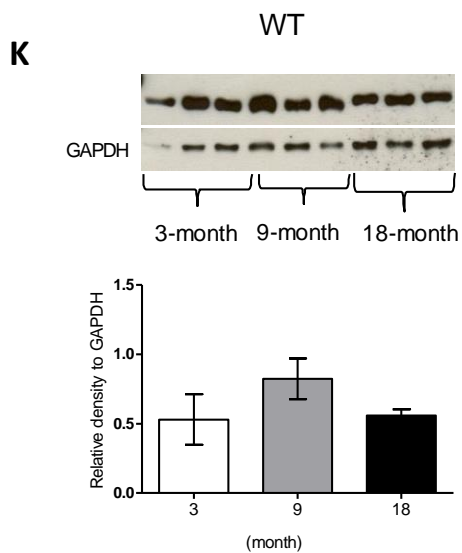 WT
K
GAPDH
3-month 9-month 18-month
Relative density to GAPDH
1.5
1.0
0.5
0.0
3 9 18
(month)